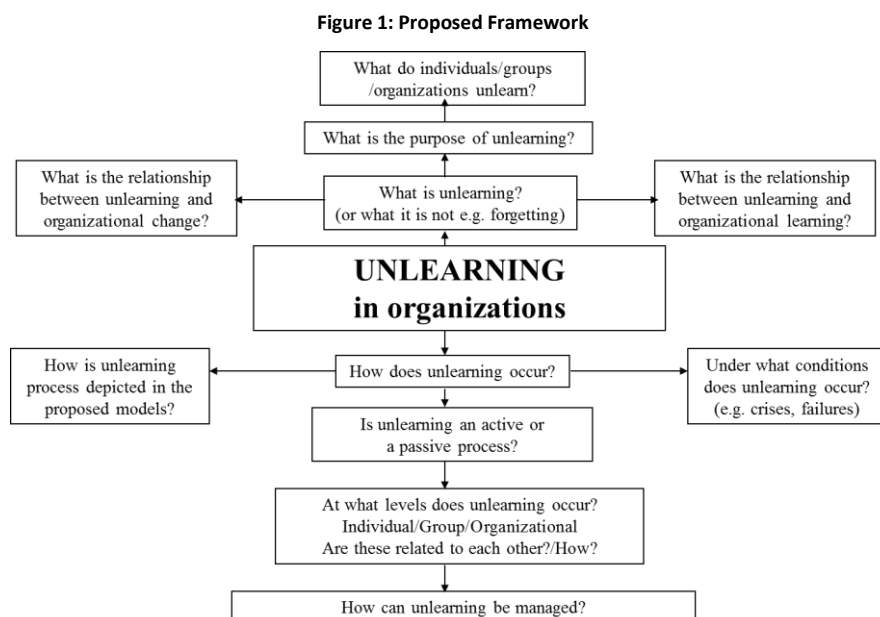 Figure 1: Proposed Framework
What do individuals/groups
/organizations unlearn?
What is the purpose of unlearning?
What is the relationship
between unlearning and
organizational change?
What is unlearning?
(or what it is not e.g. forgetting)
What is the relationship
between unlearning and
organizational learning?
UNLEARNING
in organizations
How is unlearning
process depicted in the
proposed models?
How does unlearning occur?
Under what conditions
does unlearning occur?
(e.g. crises, failures)
Is unlearning an active or
a passive process?
At what levels does unlearning occur?
Individual/Group/Organizational
Are these related to each other?/How?
How can unlearning be managed?